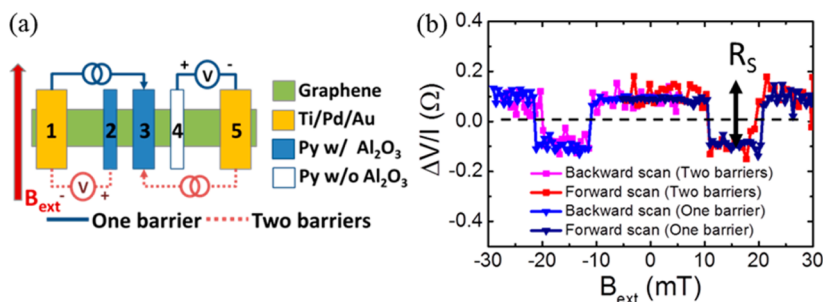 (a)
+ V -
1 2 3 4 5
- V +
B_ext
One barrier Two barriers
Graphene
Ti/Pd/Au
Py w/ Al₂O₃
Py w/o Al₂O₃
(b)
ΔV/I (Ω)
0.4
0.2
0.0
-0.2
-0.4
R_S
Backward scan (Two barriers)
Forward scan (Two barriers)
Backward scan (One barrier)
Forward scan (One barrier)
-30 -20 -10 0 10 20 30
B_ext (mT)